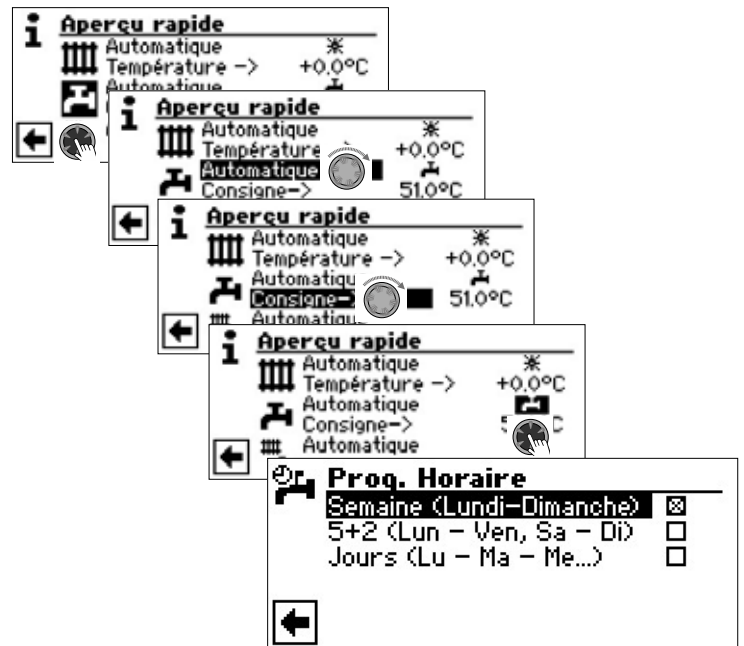 Aperçu rapide
Automatique
Température -> +0.0°C
Automatique
Aperçu rapide
Automatique
Température +0.0°C
Automatique
Consigne-> 51.0°C
Aperçu rapide
Automatique
Température -> +0.0°C
Automatiqu
Consigne- 51.0°C
Automatiqu
Aperçu rapide
Automatique
Température -> +0.0°C
Automatique
Consigne->
Automatique
Prog. Horaire
Semaine (Lundi-Dimanche)
5+2 (Lun - Ven, Sa - Di)
Jours (Lu - Ma - Me...)